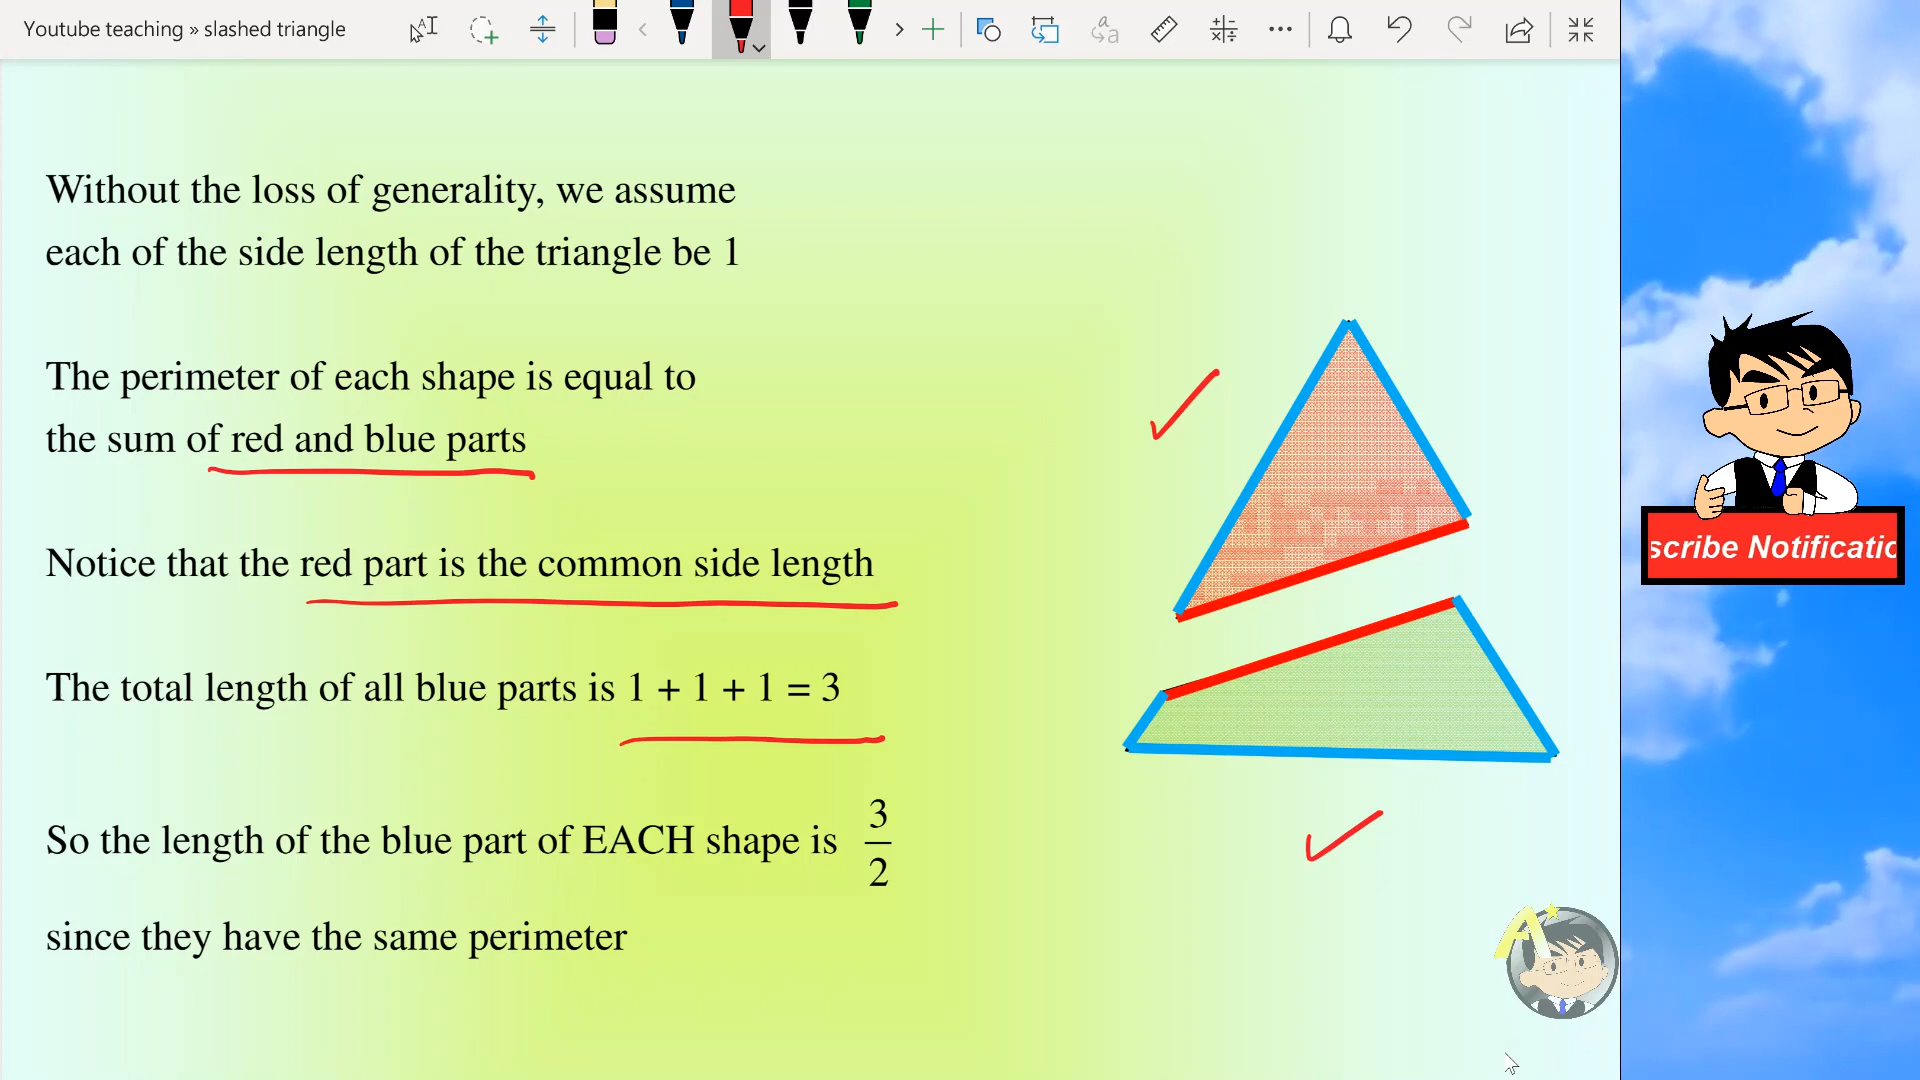 Youtube teaching » slashed triangle
Without the loss of generality, we assume
each of the side length of the triangle be 1
The perimeter of each shape is equal to
the sum of red and blue parts
Notice that the red part is the common side length
The total length of all blue parts is 1 + 1 + 1 = 3
So the length of the blue part of EACH shape is 3/2
since they have the same perimeter
scribe Notificatio
A